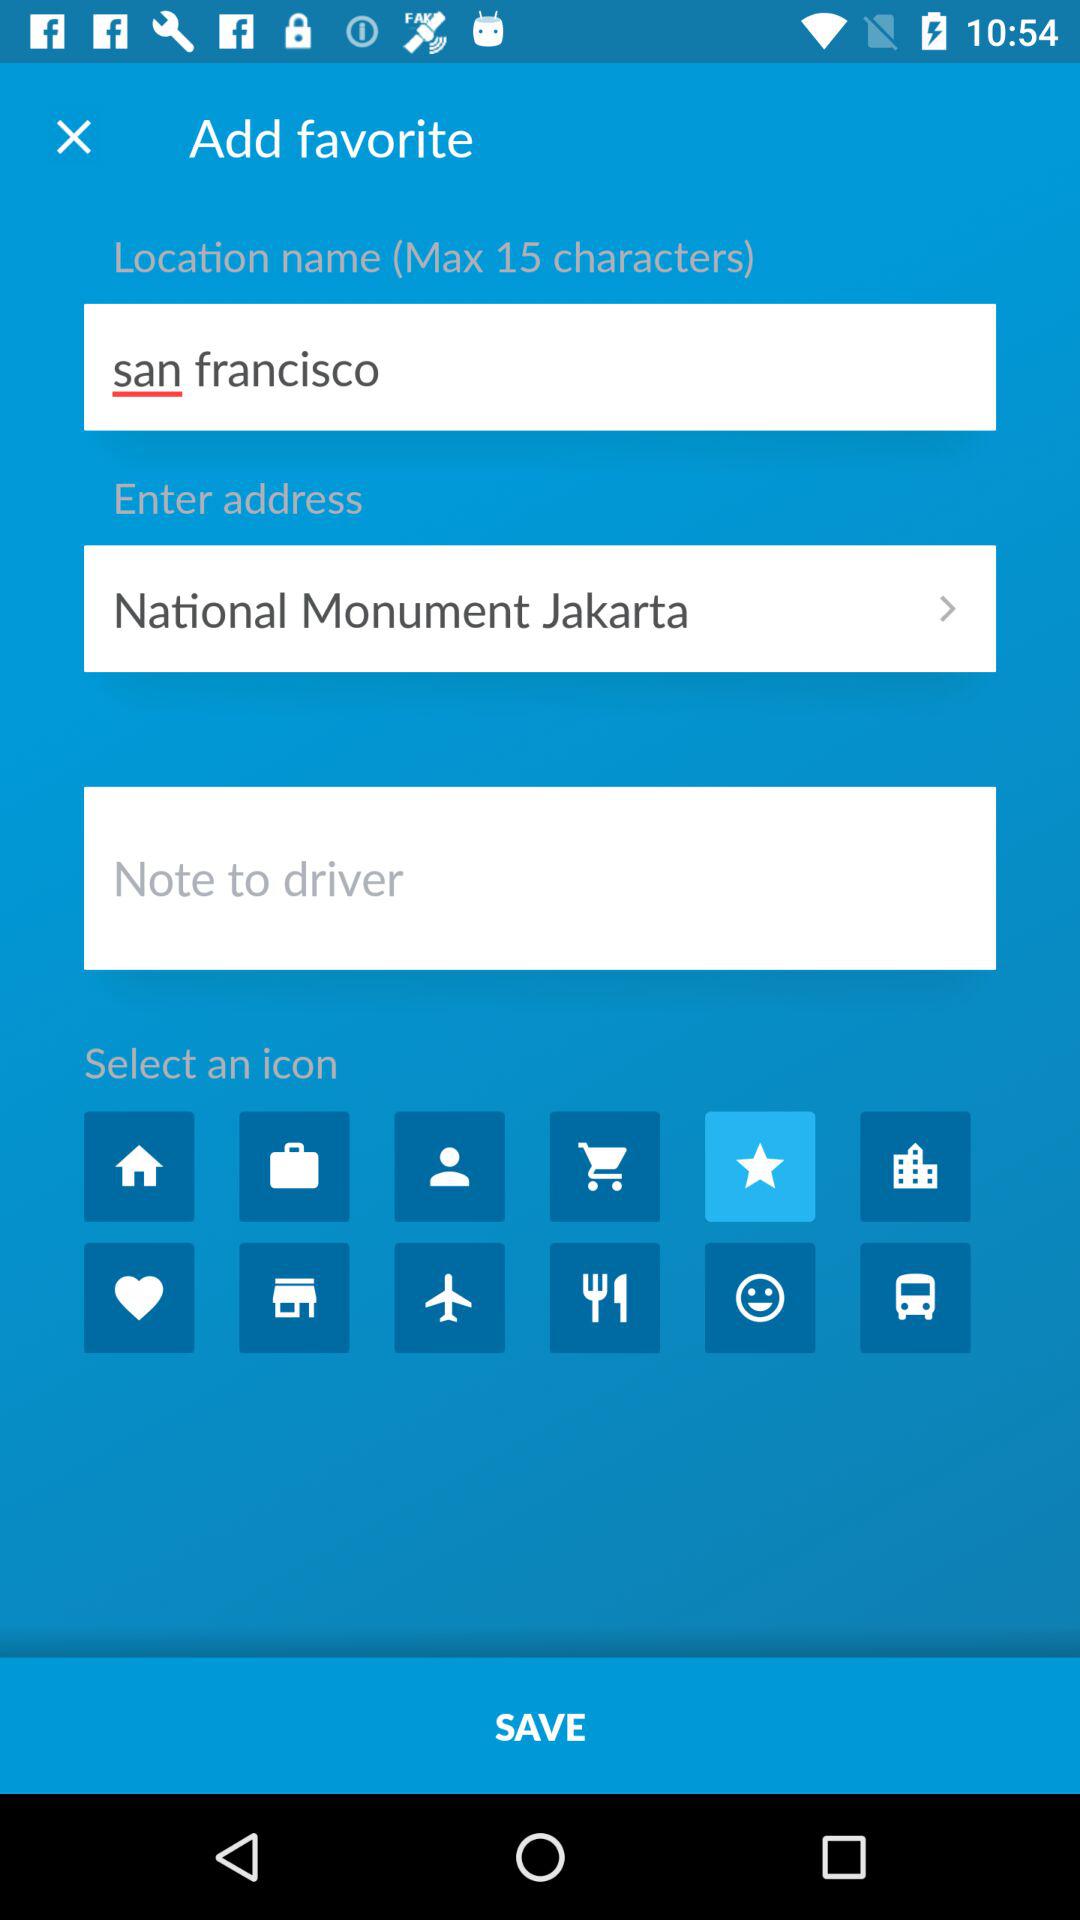 FAKE 10:54
Add favorite
Location name (Max 15 characters)
san francisco
Enter address
National Monument Jakarta
Note to driver
Select an icon
SAVE